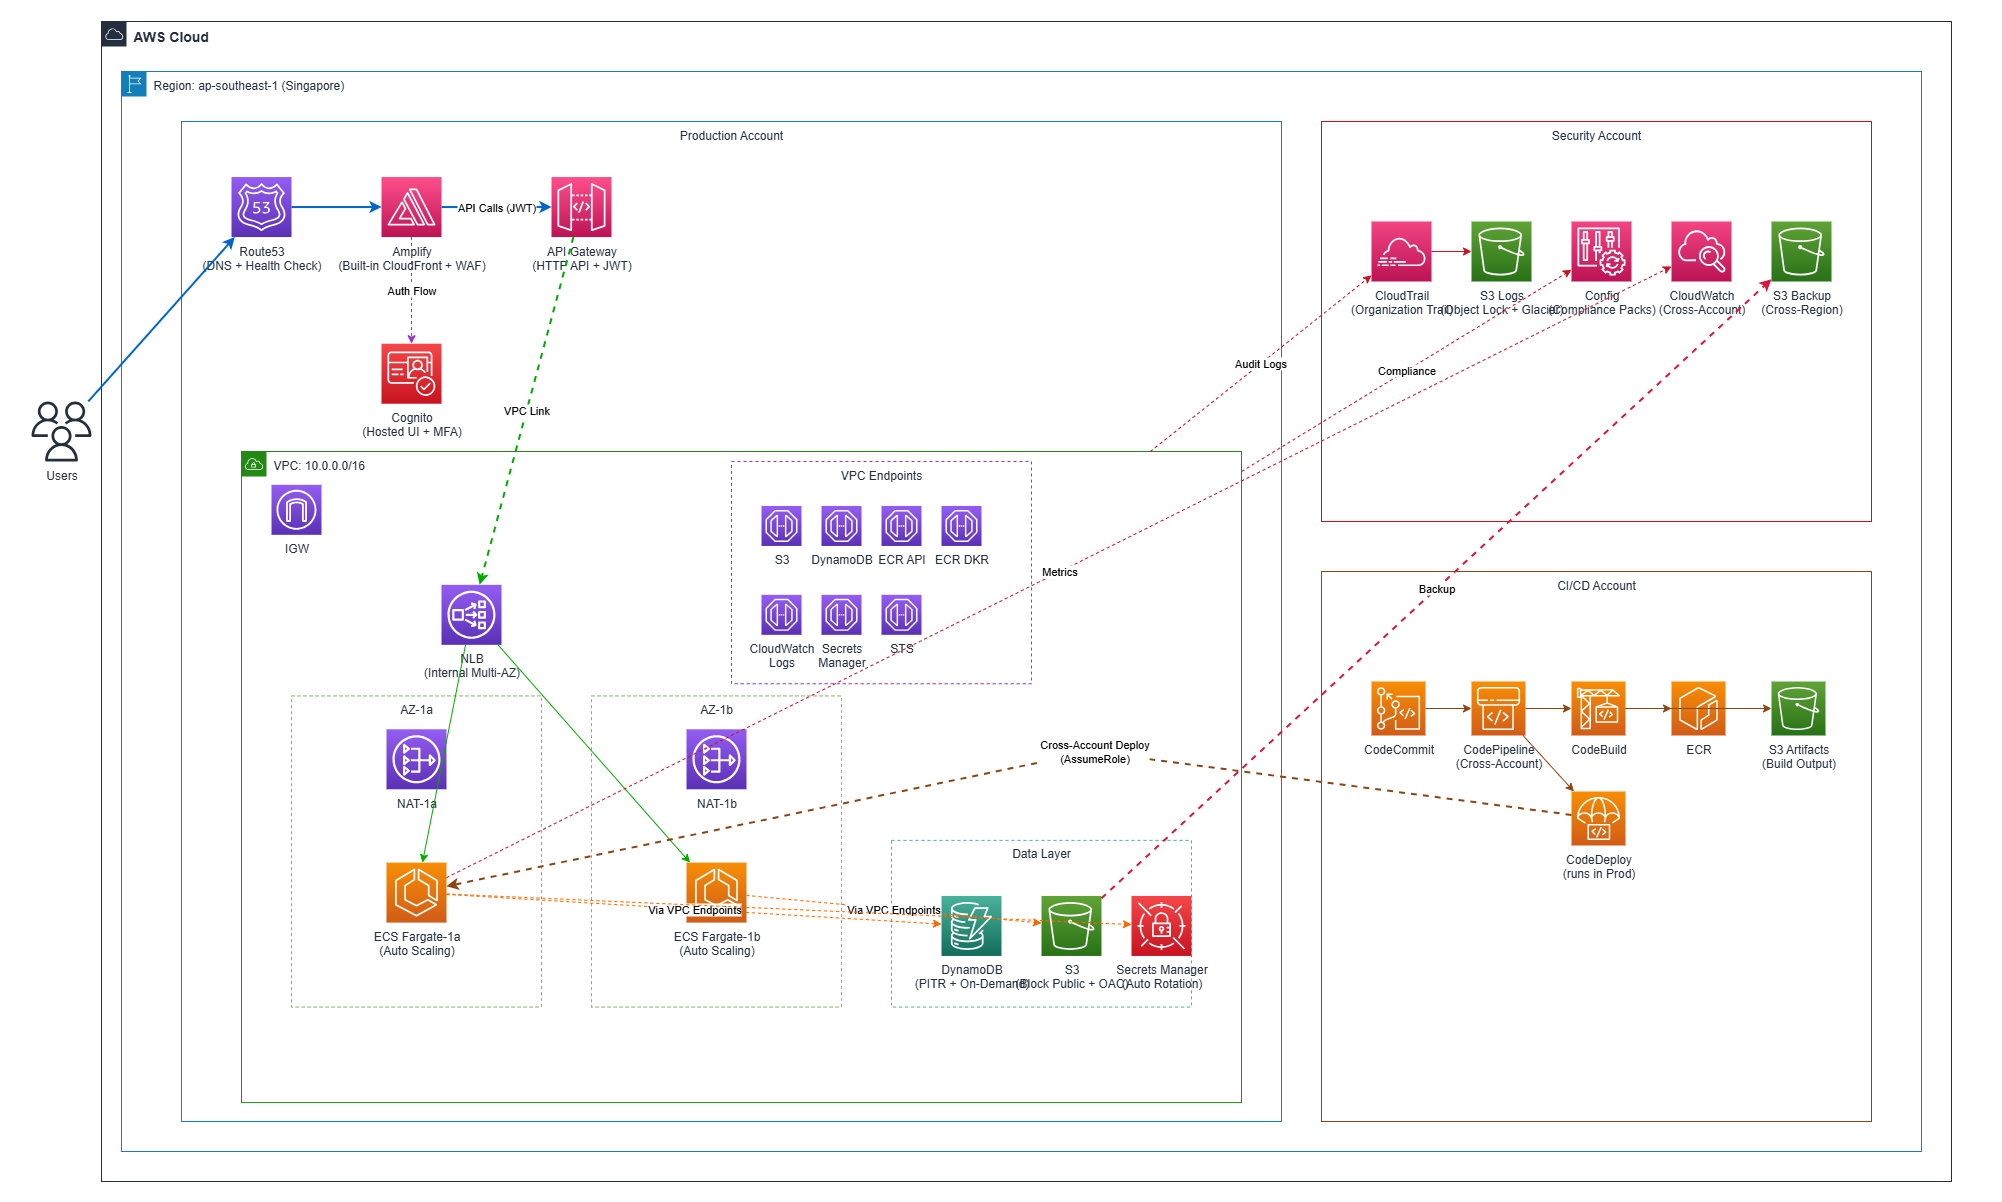 AWS Cloud
Region: ap-southeast-1 (Singapore)
Production Account
53
Route53
(DNS + Health Check)
Amplify
(Built-in CloudFront + WAF)
API Calls (JWT)
API Gateway
(HTTP API + JWT)
Auth Flow
Cognito
(Hosted UI + MFA)
VPC Link
Users
VPC: 10.0.0.0/16
IGW
NLB
(Internal Multi-AZ)
VPC Endpoints
S3
DynamoDB
ECR API
ECR DKR
CloudWatch
Logs
Secrets
Manager
STS
AZ-1a
NAT-1a
ECS Fargate-1a
(Auto Scaling)
AZ-1b
NAT-1b
ECS Fargate-1b
(Auto Scaling)
Via VPC Endpoints
Via VPC Endpoints
Data Layer
DynamoDB
(PITR + On-Demand)
S3
(Block Public + OAC)
Secrets Manager
(Auto Rotation)
Cross-Account Deploy
(AssumeRole)
Metrics
Audit Logs
Compliance
Backup
Security Account
CloudTrail
(Organization Trail)
S3 Logs
(Object Lock + Glacier)
Config
(Compliance Packs)
CloudWatch
(Cross-Account)
S3 Backup
(Cross-Region)
CI/CD Account
CodeCommit
CodePipeline
(Cross-Account)
CodeBuild
ECR
S3 Artifacts
(Build Output)
CodeDeploy
(runs in Prod)